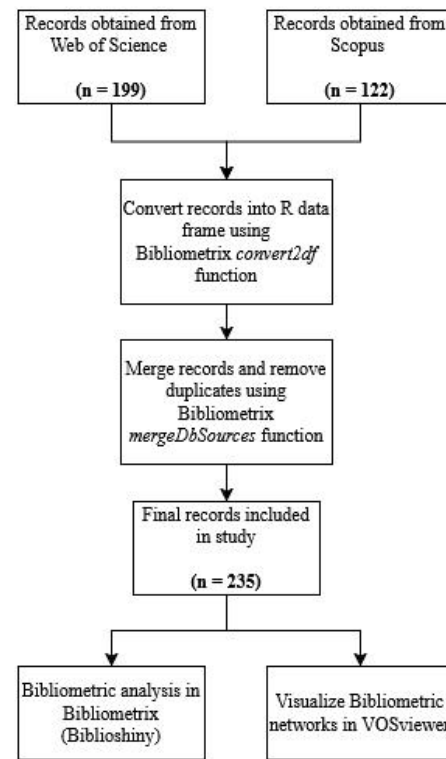 Records obtained from
Web of Science
(n = 199)
Records obtained from
Scopus
(n = 122)
Convert records into R data
frame using
Bibliometrix convert2df
function
Merge records and remove
duplicates using
Bibliometrix
mergeDbSources function
Final records included
in study
(n = 235)
Bibliometric analysis in
Bibliometrix
(Biblioshiny)
Visualize Bibliometric
networks in VOSviewer